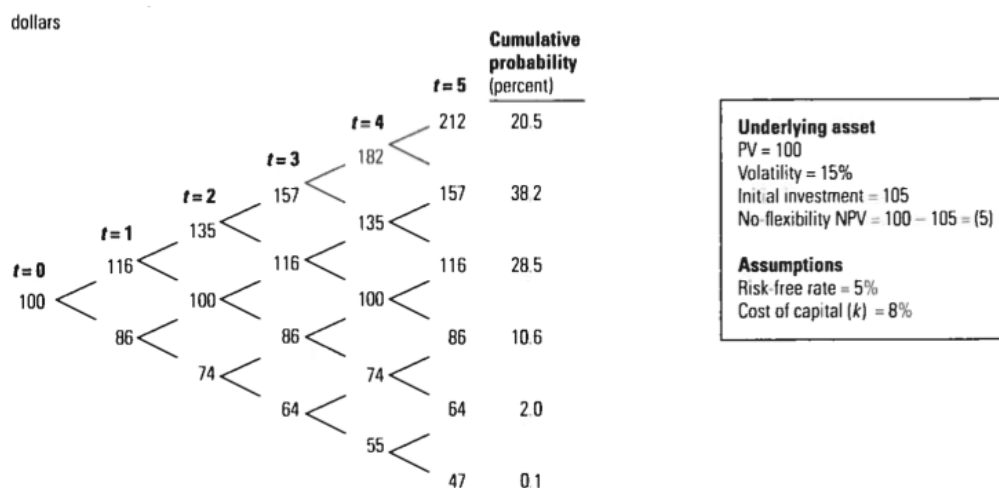 dollars
Cumulative
probability
(percent)
t = 5
212 20.5
t = 4
182
t = 3
157
157 38.2
t = 2
135
135
t = 1
116
116
116 28.5
t = 0
100
100
100
86
86
86 10.6
74
74
64
64 2.0
55
47 0.1
Underlying asset
PV = 100
Volatility = 15%
Initial investment = 105
No-flexibility NPV = 100 – 105 = (5)
Assumptions
Risk-free rate = 5%
Cost of capital (k) = 8%